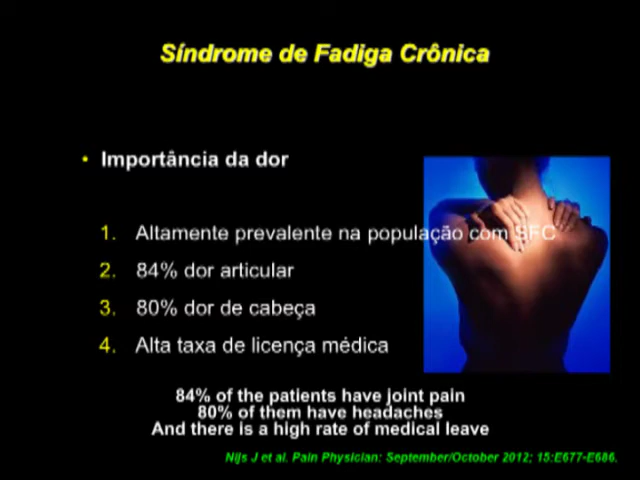 Síndrome de Fadiga Crônica
• Importância da dor
1. Altamente prevalente na população com SFC
2. 84% dor articular
3. 80% dor de cabeça
4. Alta taxa de licença médica
84% of the patients have joint pain
80% of them have headaches
And there is a high rate of medical leave
Nijs J et al. Pain Physician: September/October 2012; 15:E677-E686.